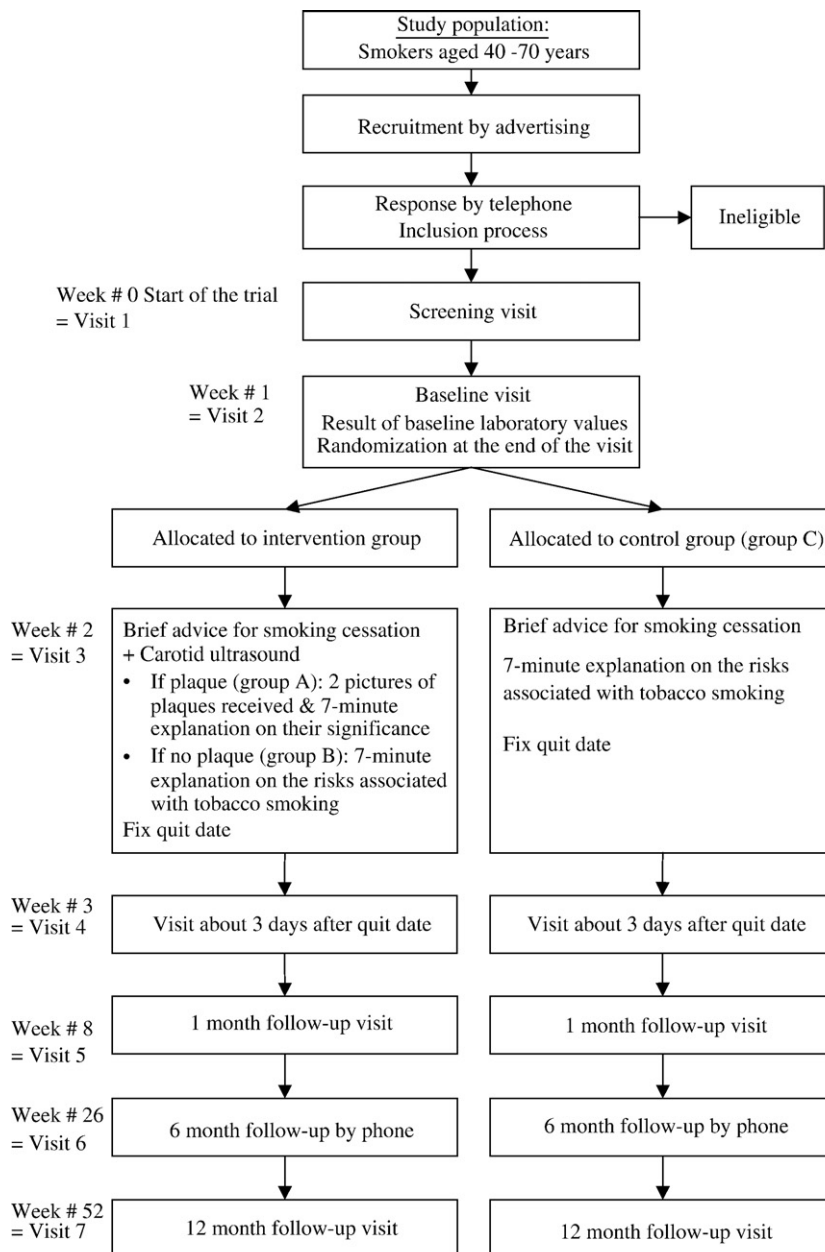 Study population:
Smokers aged 40 -70 years
Recruitment by advertising
Response by telephone
Inclusion process
Ineligible
Week # 0 Start of the trial
= Visit 1
Screening visit
Week # 1
= Visit 2
Baseline visit
Result of baseline laboratory values
Randomization at the end of the visit
Allocated to intervention group
Allocated to control group (group C)
Week # 2
= Visit 3
Brief advice for smoking cessation
+ Carotid ultrasound
• If plaque (group A): 2 pictures of
plaques received & 7-minute
explanation on their significance
• If no plaque (group B): 7-minute
explanation on the risks associated
with tobacco smoking
Fix quit date
Brief advice for smoking cessation
7-minute explanation on the risks
associated with tobacco smoking
Fix quit date
Week # 3
= Visit 4
Visit about 3 days after quit date
Visit about 3 days after quit date
Week # 8
= Visit 5
1 month follow-up visit
1 month follow-up visit
Week # 26
= Visit 6
6 month follow-up by phone
6 month follow-up by phone
Week # 52
= Visit 7
12 month follow-up visit
12 month follow-up visit